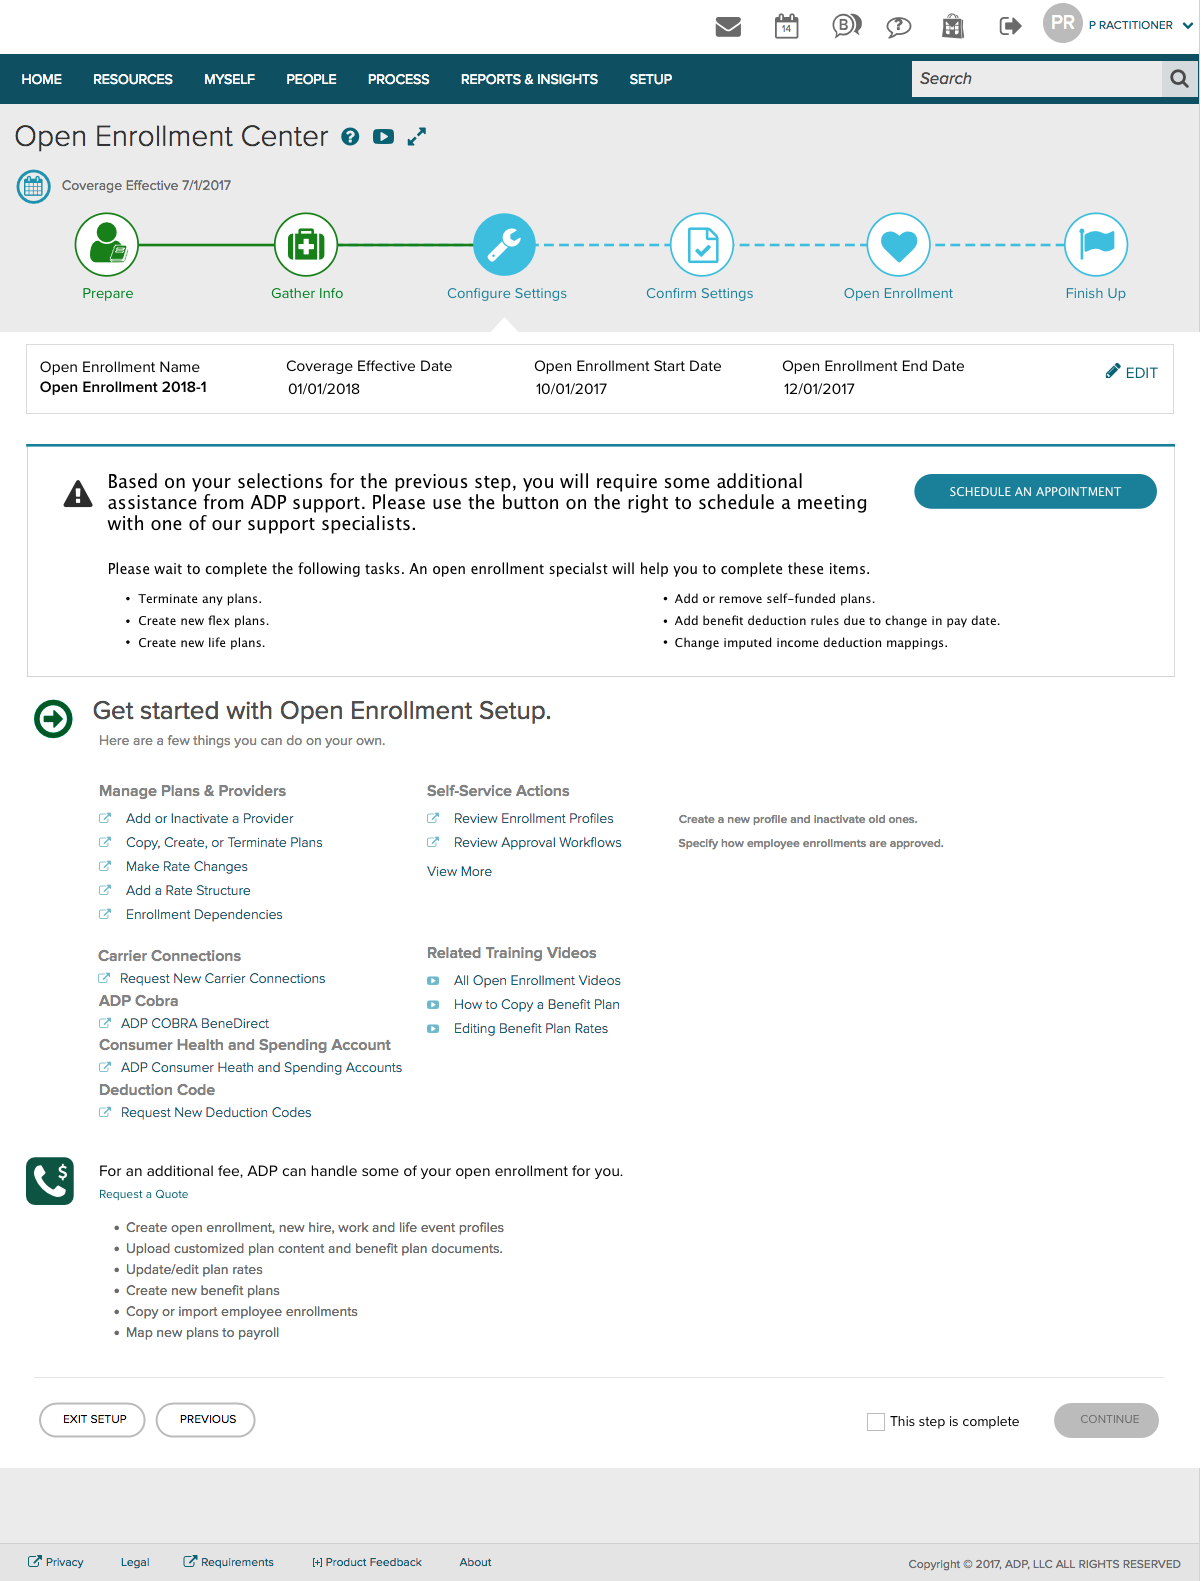 14
B
?
PR
P RACTITIONER
HOME RESOURCES MYSELF PEOPLE PROCESS REPORTS & INSIGHTS SETUP
Search
Open Enrollment Center ?
Coverage Effective 7/1/2017
Prepare
Gather Info
Configure Settings
Confirm Settings
Open Enrollment
Finish Up
Open Enrollment Name
Open Enrollment 2018-1
Coverage Effective Date
01/01/2018
Open Enrollment Start Date
10/01/2017
Open Enrollment End Date
12/01/2017
EDIT
Based on your selections for the previous step, you will require some additional
assistance from ADP support. Please use the button on the right to schedule a meeting
with one of our support specialists.
SCHEDULE AN APPOINTMENT
Please wait to complete the following tasks. An open enrollment specialst will help you to complete these items.
• Terminate any plans.
• Create new flex plans.
• Create new life plans.
• Add or remove self-funded plans.
• Add benefit deduction rules due to change in pay date.
• Change imputed income deduction mappings.
Get started with Open Enrollment Setup.
Here are a few things you can do on your own.
Manage Plans & Providers
Add or Inactivate a Provider
Copy, Create, or Terminate Plans
Make Rate Changes
Add a Rate Structure
Enrollment Dependencies
Self-Service Actions
Review Enrollment Profiles
Create a new profile and inactivate old ones.
Review Approval Workflows
Specify how employee enrollments are approved.
View More
Carrier Connections
Request New Carrier Connections
ADP Cobra
ADP COBRA BeneDirect
Consumer Health and Spending Account
ADP Consumer Heath and Spending Accounts
Deduction Code
Request New Deduction Codes
Related Training Videos
All Open Enrollment Videos
How to Copy a Benefit Plan
Editing Benefit Plan Rates
$
For an additional fee, ADP can handle some of your open enrollment for you.
Request a Quote
• Create open enrollment, new hire, work and life event profiles
• Upload customized plan content and benefit plan documents.
• Update/edit plan rates
• Create new benefit plans
• Copy or import employee enrollments
• Map new plans to payroll
EXIT SETUP
PREVIOUS
This step is complete
CONTINUE
Privacy Legal Requirements [+] Product Feedback About
Copyright © 2017, ADP, LLC ALL RIGHTS RESERVED